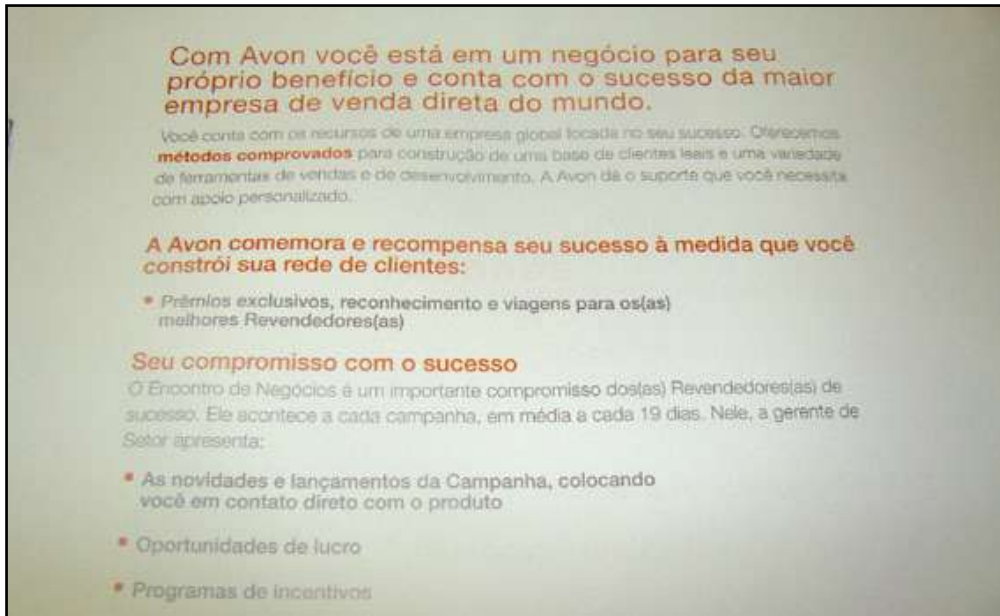 Com Avon você está em um negócio para seu
próprio benefício e conta com o sucesso da maior
empresa de venda direta do mundo.
Você conta com os recursos de uma empresa global focada no seu sucesso. Oferecemos
métodos comprovados para construção de uma base de clientes leais e uma variedade
de ferramentas de vendas e de desenvolvimento. A Avon dá o suporte que você necessita
com apoio personalizado.
A Avon comemora e recompensa seu sucesso à medida que você
constrói sua rede de clientes:
• Prêmios exclusivos, reconhecimento e viagens para os(as)
melhores Revendedores(as)
Seu compromisso com o sucesso
O Encontro de Negócios é um importante compromisso dos(as) Revendedores(as) de
sucesso. Ele acontece a cada campanha, em média a cada 19 dias. Nele, a gerente de
Setor apresenta:
• As novidades e lançamentos da Campanha, colocando
você em contato direto com o produto
• Oportunidades de lucro
• Programas de incentivos